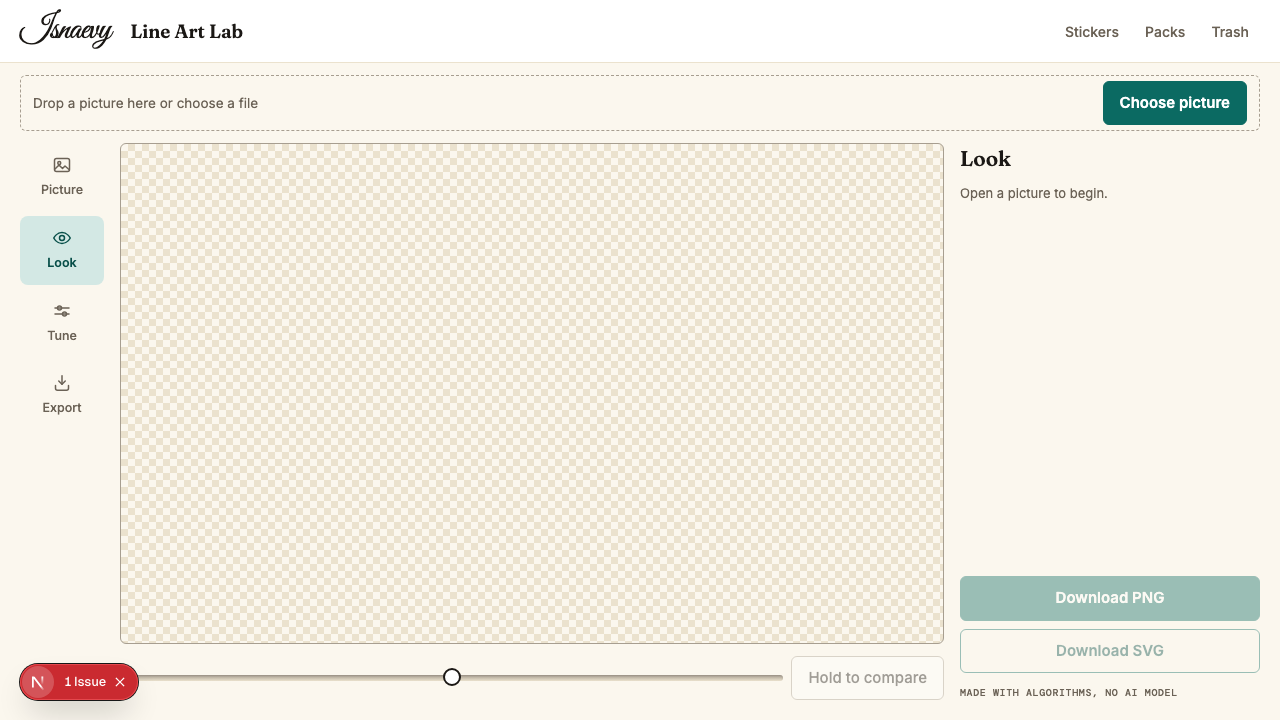 Jsnaevy Line Art Lab Stickers Packs Trash
Drop a picture here or choose a file Choose picture
Picture
Look
Tune
Export
Look
Open a picture to begin.
Download PNG
Download SVG
MADE WITH ALGORITHMS, NO AI MODEL
N 1 Issue
Hold to compare